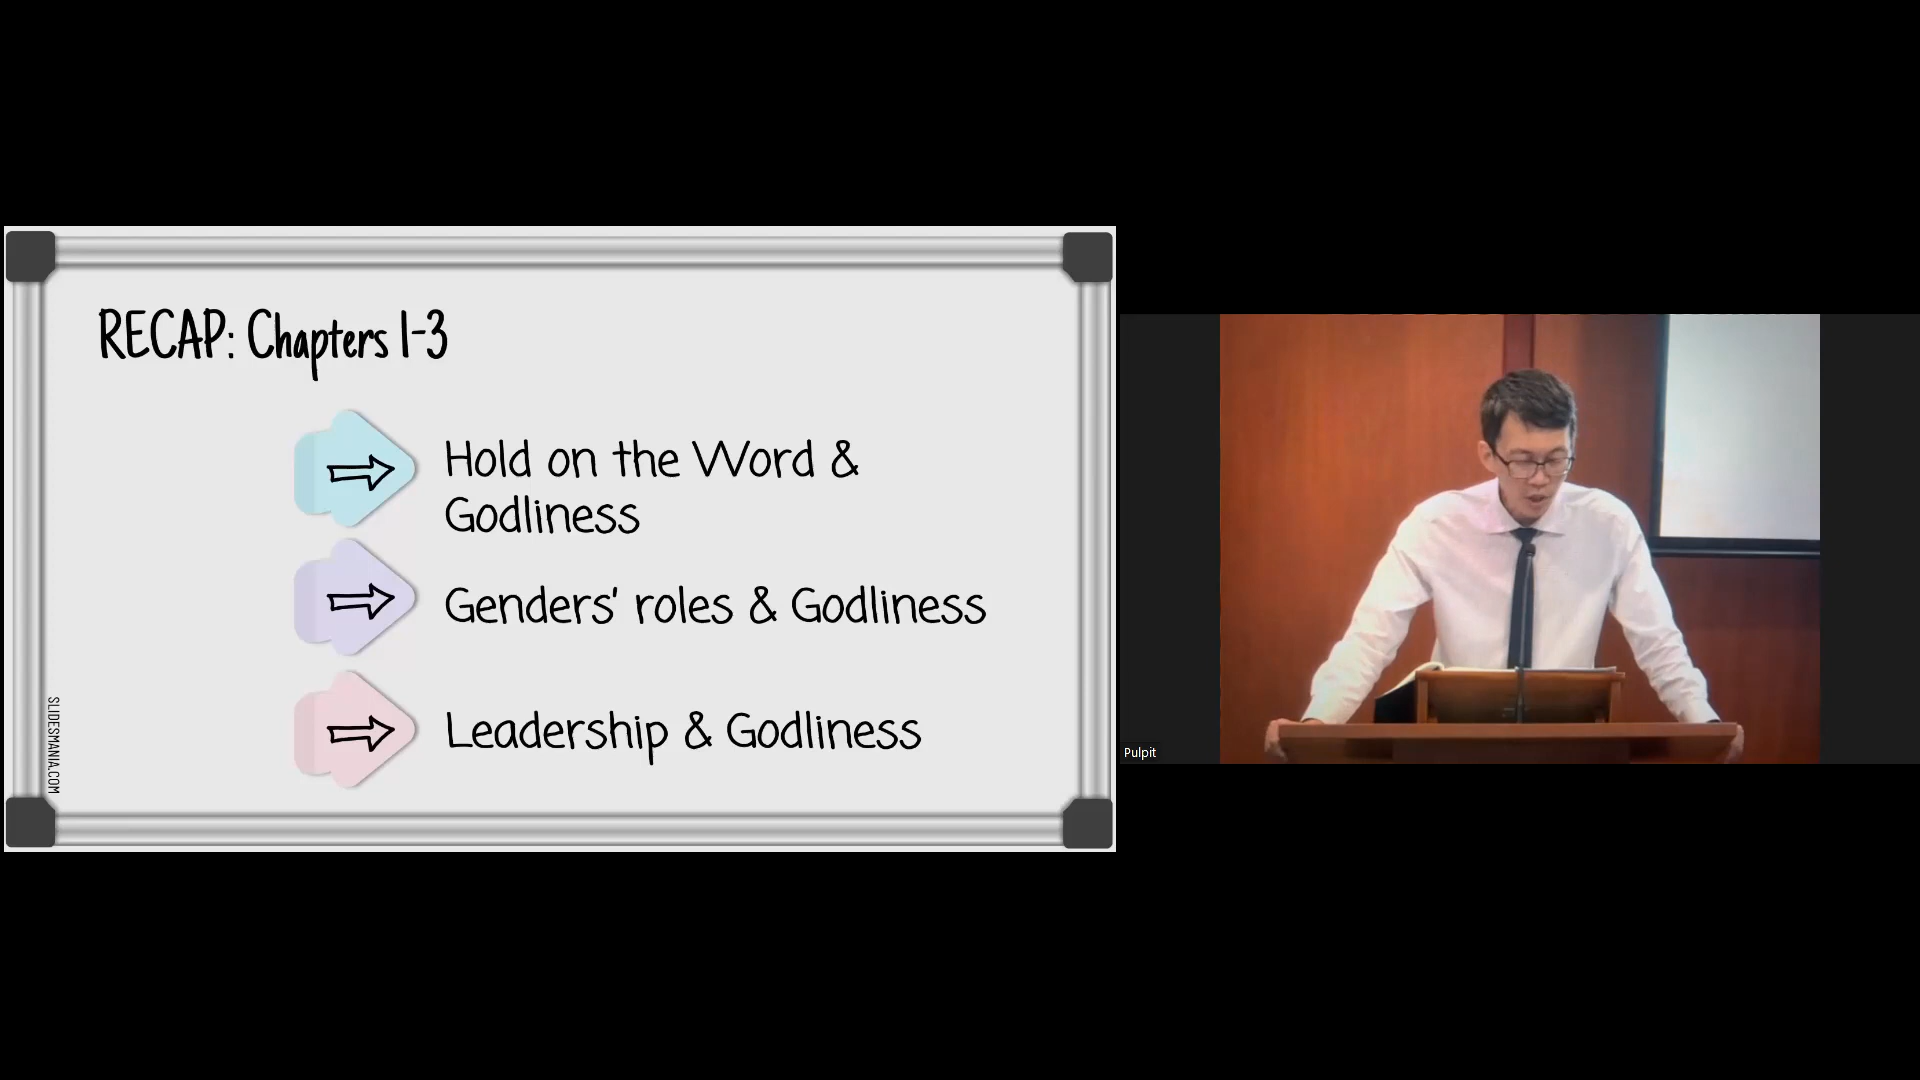 RECAP: Chapters 1-3
Hold on the Word &
Godliness
Genders' roles & Godliness
Leadership & Godliness
SLIDESMANIA.COM
Pulpit